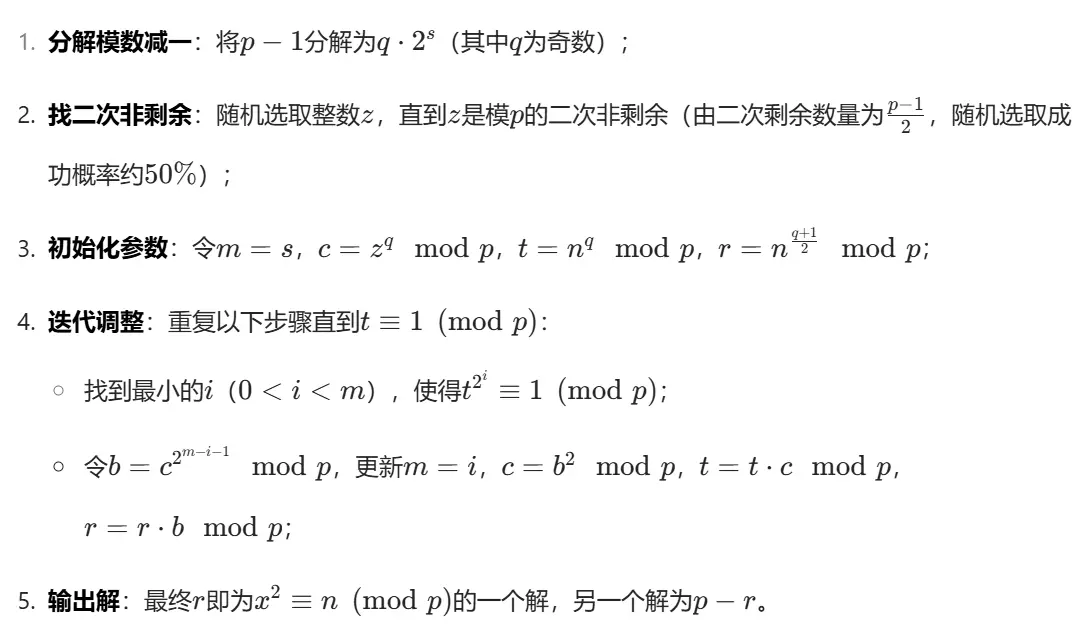 1. 分解模数减一：将$p-1$分解为$q \cdot 2^s$（其中$q$为奇数）；
2. 找二次非剩余：随机选取整数$z$，直到$z$是模$p$的二次非剩余（由二次剩余数量为$\frac{p-1}{2}$，随机选取成
功概率约$50\%$）；
3. 初始化参数：令$m = s$，$c = z^q \mod p$，$t = n^q \mod p$，$r = n^{\frac{q+1}{2}} \mod p$；
4. 迭代调整：重复以下步骤直到$t \equiv 1 \pmod p$：
○ 找到最小的$i$（$0 < i < m$），使得$t^{2^i} \equiv 1 \pmod p$；
○ 令$b = c^{2^{m-i-1}} \mod p$，更新$m = i$，$c = b^2 \mod p$，$t = t \cdot c \mod p$，
$r = r \cdot b \mod p$；
5. 输出解：最终$r$即为$x^2 \equiv n \pmod p$的一个解，另一个解为$p - r$。